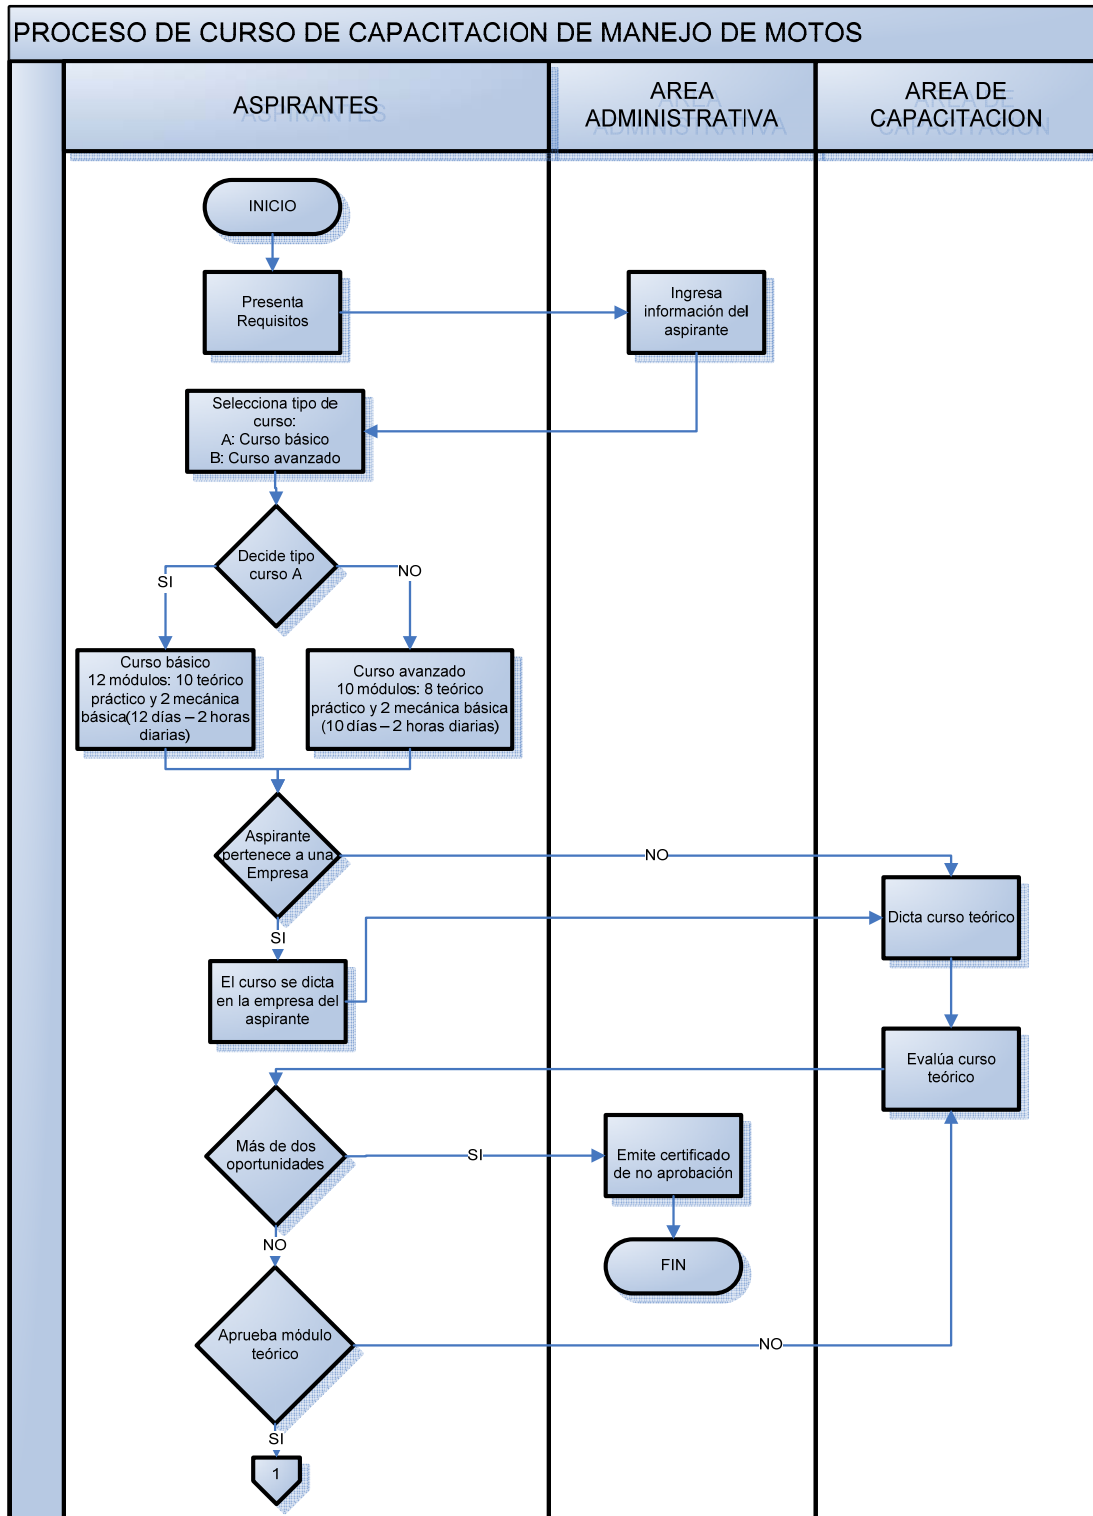 PROCESO DE CURSO DE CAPACITACION DE MANEJO DE MOTOS
ASPIRANTES
AREA
ADMINISTRATIVA
AREA DE
CAPACITACION
INICIO
Presenta
Requisitos
Ingresa
información del
aspirante
Selecciona tipo de
curso:
A: Curso básico
B: Curso avanzado
Decide tipo
curso A
SI
NO
Curso básico
12 módulos: 10 teórico
práctico y 2 mecánica
básica(12 días – 2 horas
diarias)
Curso avanzado
10 módulos: 8 teórico
práctico y 2 mecánica básica
(10 días – 2 horas diarias)
Aspirante
pertenece a una
Empresa
NO
SI
Dicta curso teórico
El curso se dicta
en la empresa del
aspirante
Evalúa curso
teórico
Más de dos
oportunidades
SI
Emite certificado
de no aprobación
NO
FIN
Aprueba módulo
teórico
NO
SI
1